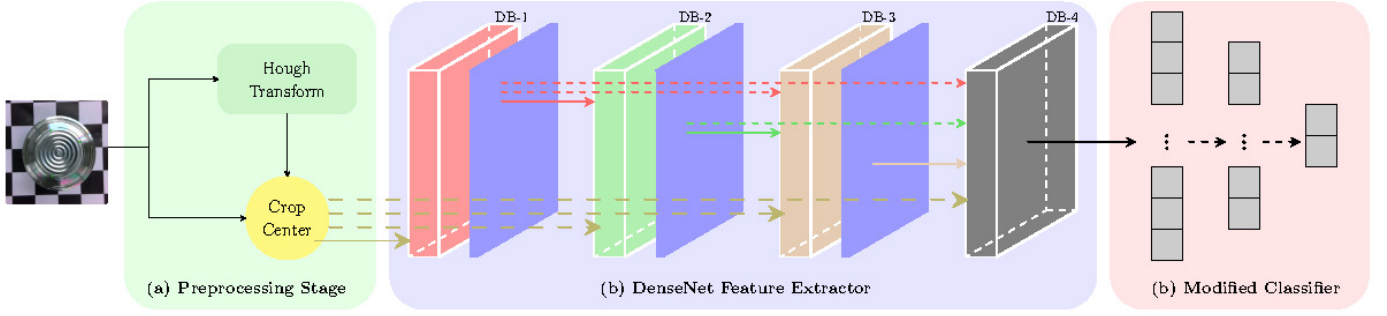 Hough
Transform
Crop
Center
(a) Preprocessing Stage
DB-1
DB-2
DB-3
DB-4
(b) DenseNet Feature Extractor
(b) Modified Classifier